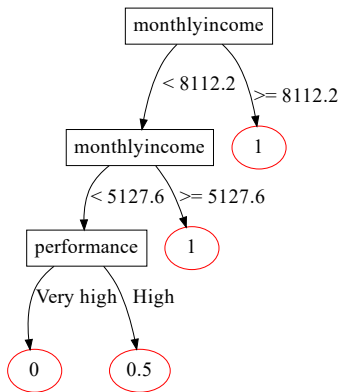 monthlyincome
< 8112.2
>= 8112.2
monthlyincome
1
< 5127.6
>= 5127.6
performance
1
Very high
High
0
0.5